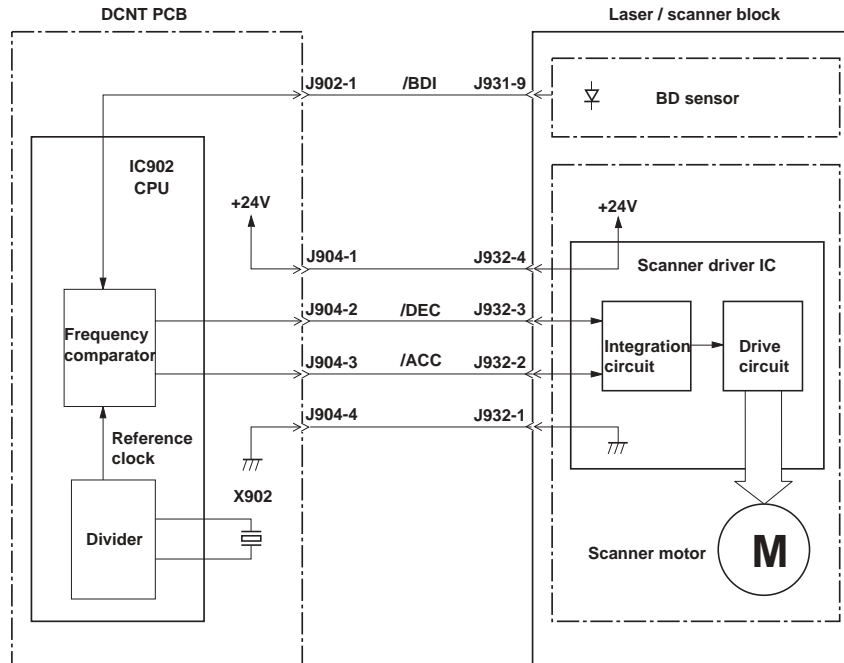 DCNT PCB
Laser / scanner block
J902-1
/BDI
J931-9
BD sensor
IC902
CPU
+24V
+24V
J904-1
J932-4
Scanner driver IC
J904-2
/DEC
J932-3
Frequency
comparator
Integration
circuit
Drive
circuit
J904-3
/ACC
J932-2
J904-4
J932-1
Reference
clock
X902
Divider
Scanner motor
M